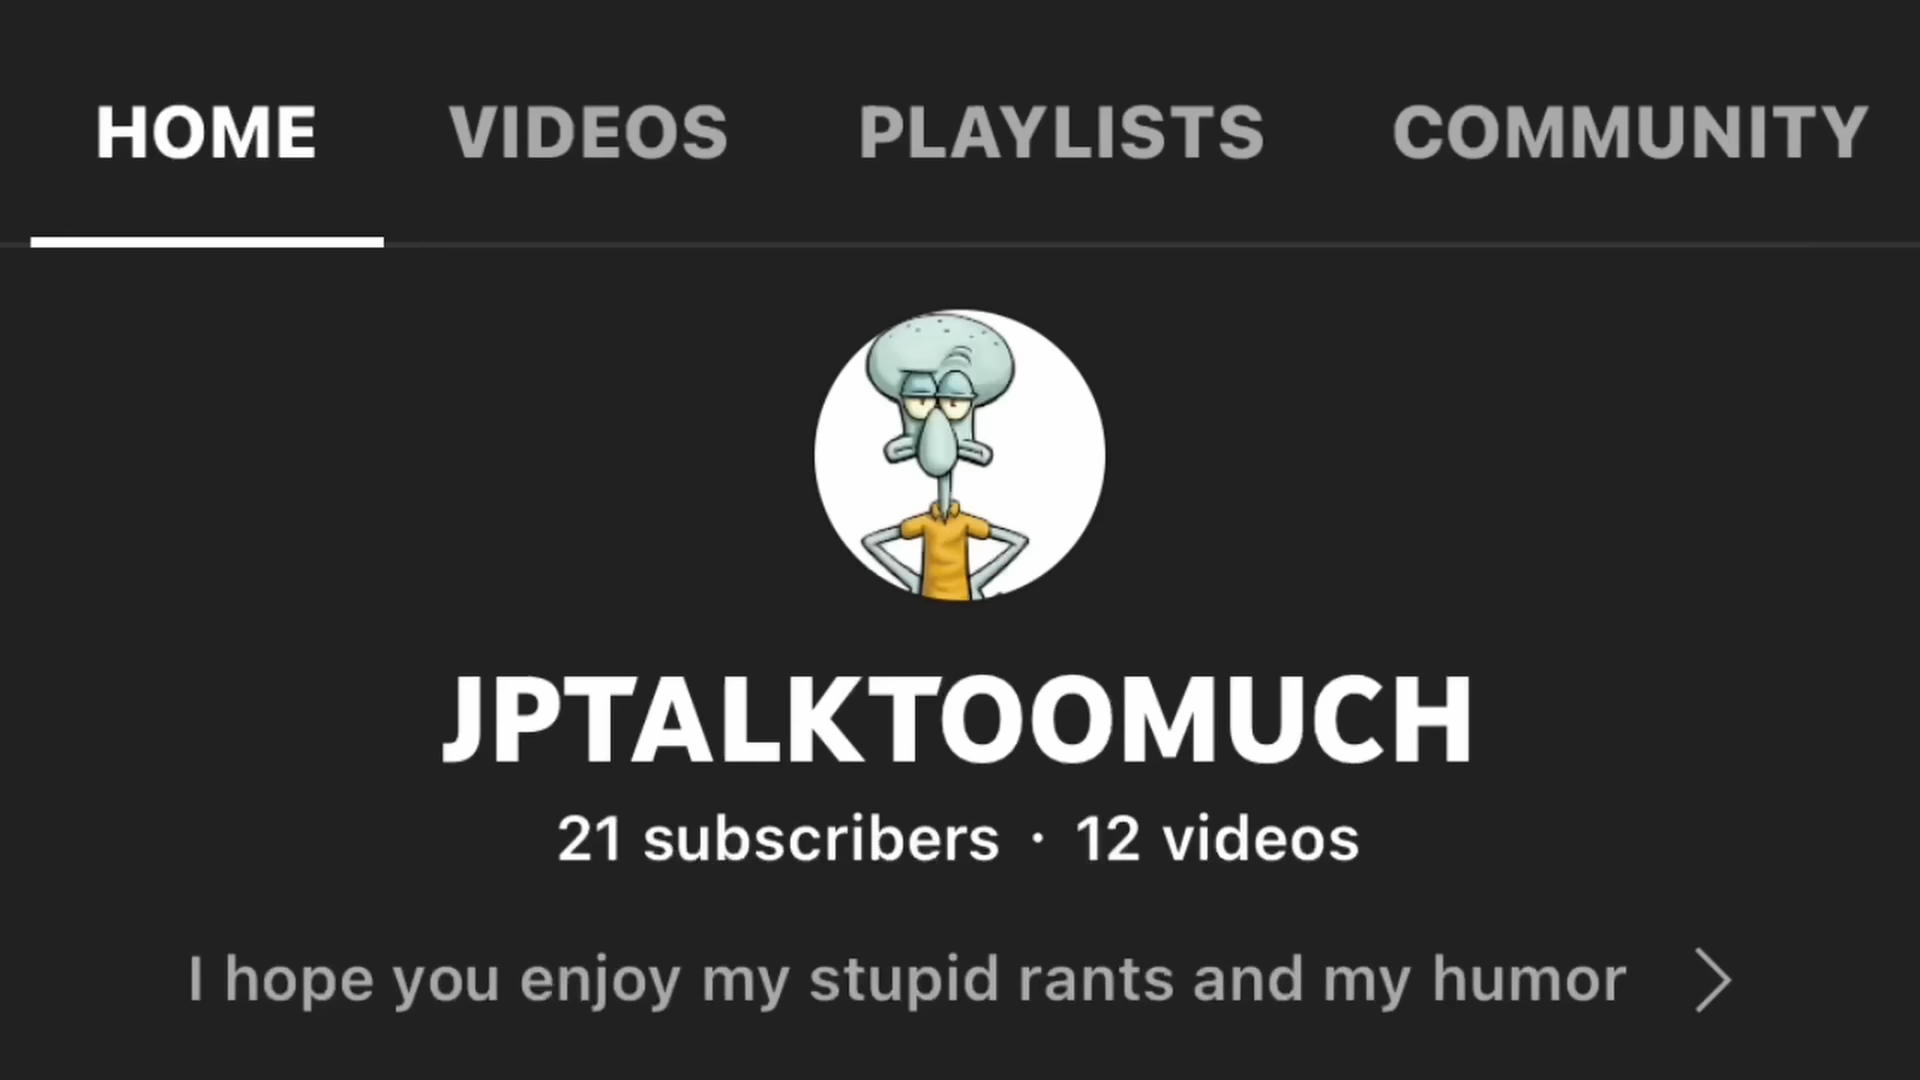 HOME VIDEOS PLAYLISTS COMMUNITY
JPTALKTOOMUCH
21 subscribers · 12 videos
I hope you enjoy my stupid rants and my humor